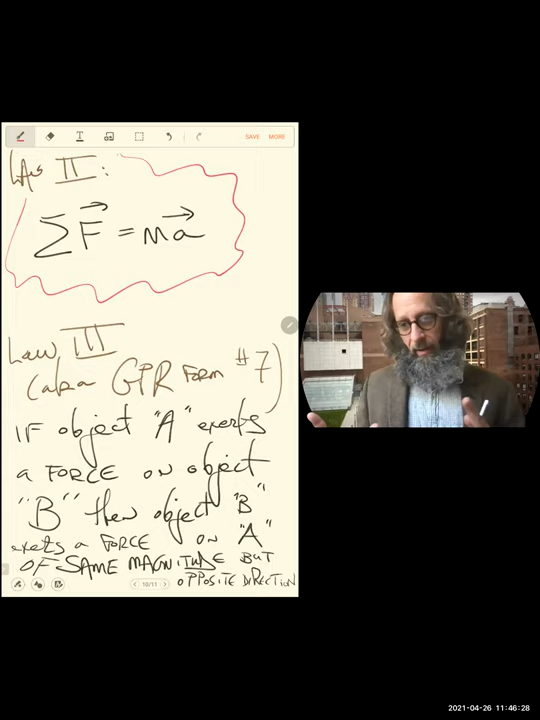 SAVE MORE
LAW II:
∑F⃗ = ma⃗
Law III
(aka GPR FORM #7)
IF object "A" exerts
a FORCE ON object
"B" then object "B"
exerts a FORCE ON "A"
OF SAME MAGNITUDE BUT
OPPOSITE DIRECTION
10/11
2021-04-26 11:46:28